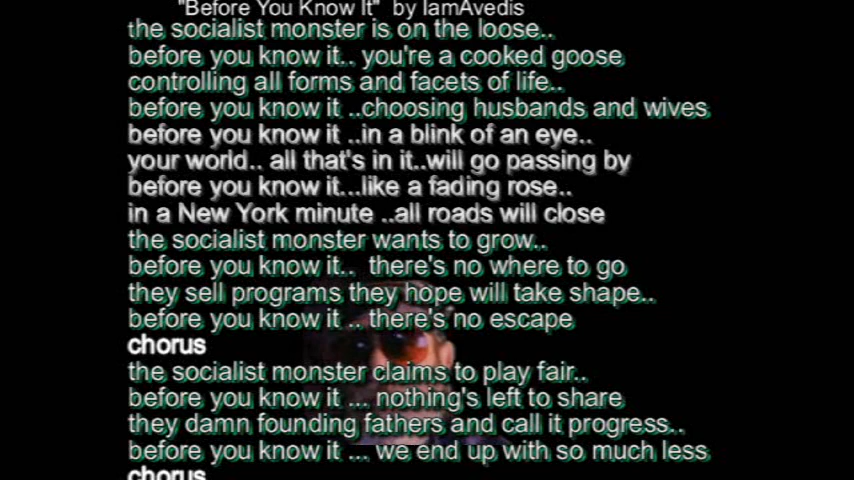 "Before You Know It"  by IamAvedis
the socialist monster is on the loose..
before you know it.. you're a cooked goose
controlling all forms and facets of life..
before you know it ..choosing husbands and wives
before you know it ..in a blink of an eye..
your world.. all that's in it..will go passing by
before you know it...like a fading rose..
in a New York minute ..all roads will close
the socialist monster wants to grow..
before you know it..  there's no where to go
they sell programs they hope will take shape..
before you know it .. there's no escape
chorus
the socialist monster claims to play fair..
before you know it ... nothing's left to share
they damn founding fathers and call it progress..
before you know it ... we end up with so much less
chorus